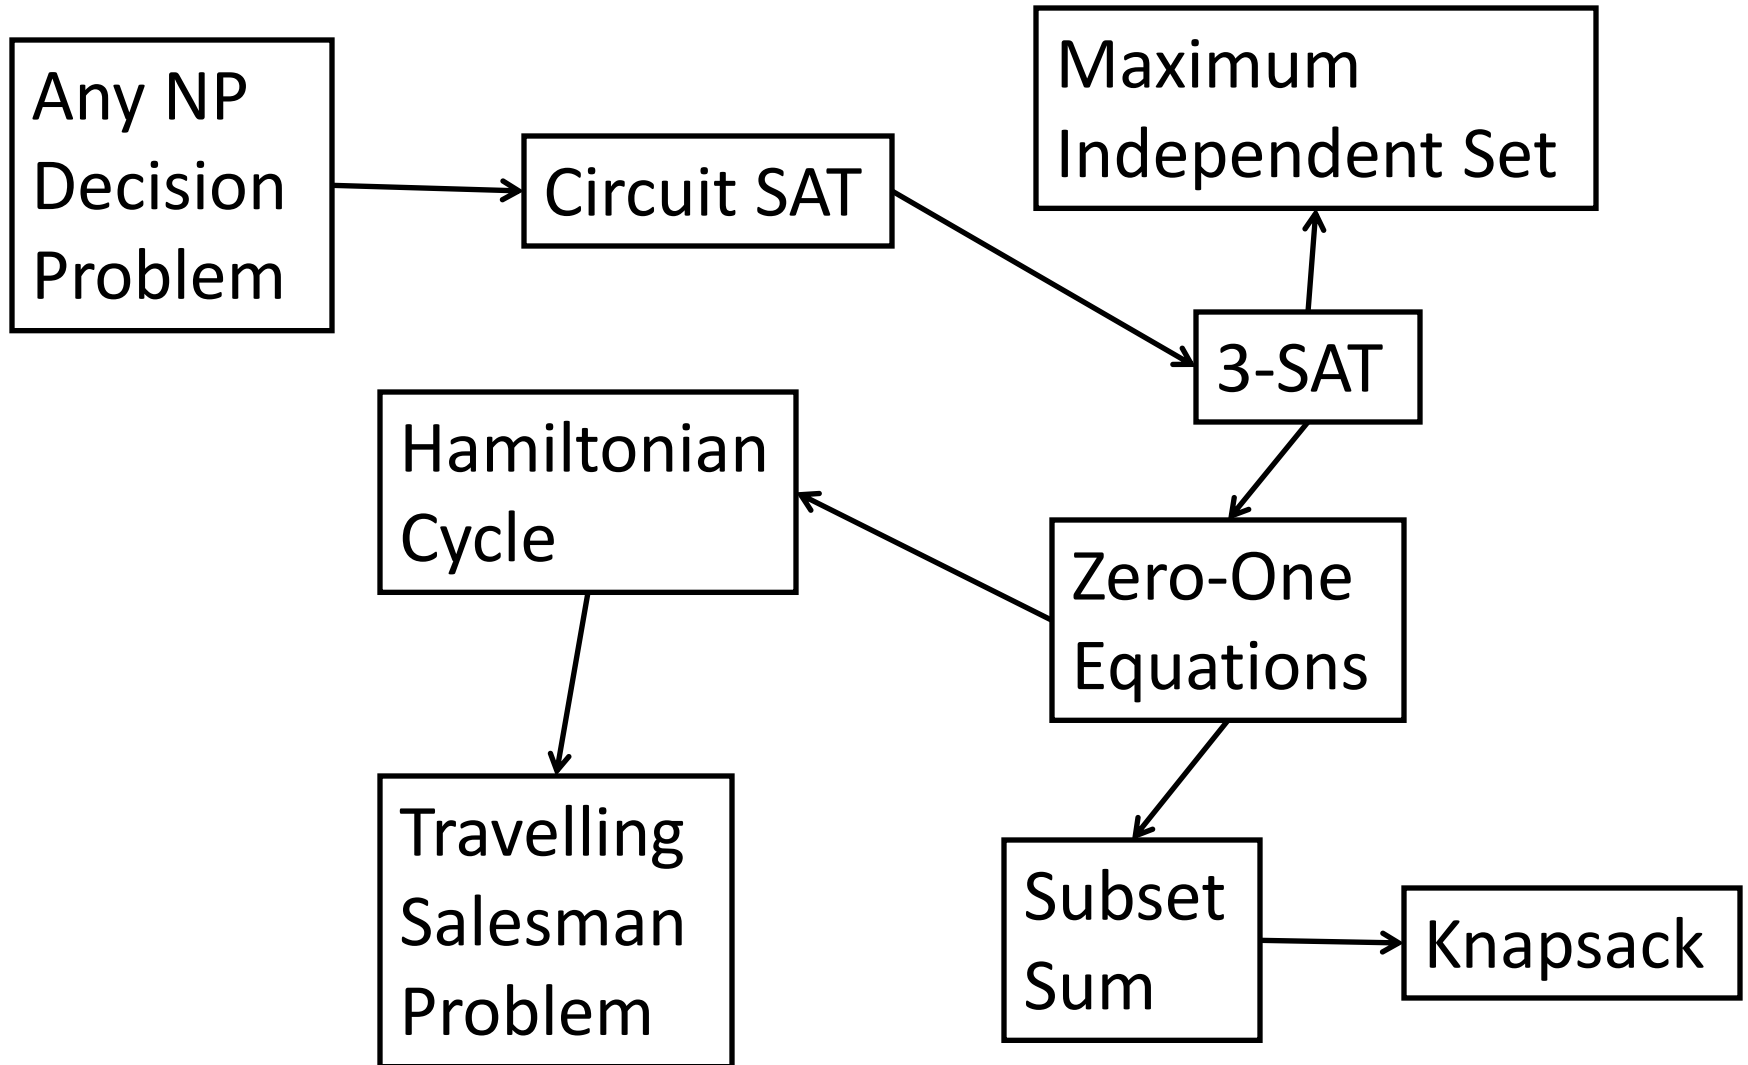 Any NP
Decision
Problem
Circuit SAT
Maximum
Independent Set
3-SAT
Hamiltonian
Cycle
Zero-One
Equations
Travelling
Salesman
Problem
Subset
Sum
Knapsack